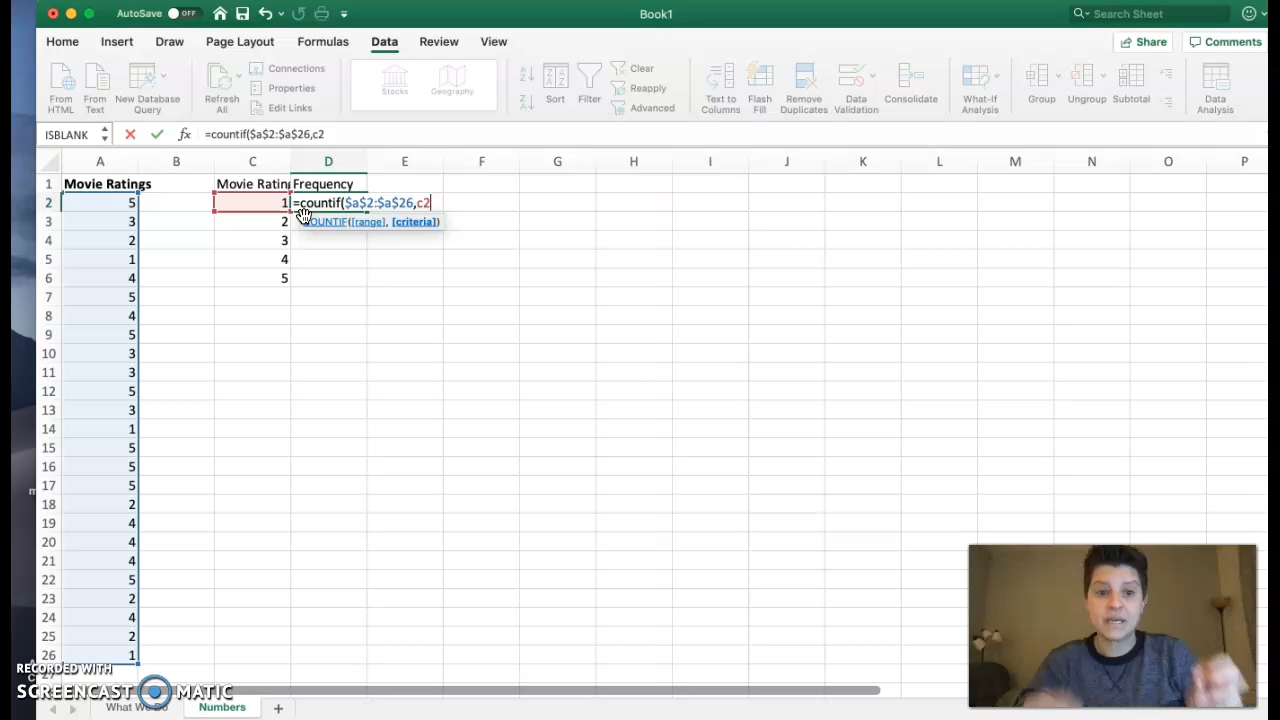 AutoSave OFF Book1 Search Sheet
Home Insert Draw Page Layout Formulas Data Review View Share Comments
From HTML
From Text
New Database Query
Refresh All
Connections
Properties
Edit Links
Stocks
Geography
Sort
Filter
Clear
Reapply
Advanced
Text to Columns
Flash Fill
Remove Duplicates
Data Validation
Consolidate
What-If Analysis
Group
Ungroup
Subtotal
Data Analysis
ISBLANK fx =countif($a$2:$a$26,c2
A B C D E F G H I J K L M N O P
1 Movie Ratings Movie Ratin Frequency
2 5 1 =countif($a$2:$a$26,c2
3 3 2 COUNTIF([range], [criteria])
4 2 3
5 1 4
6 4 5
7 5
8 4
9 5
10 3
11 3
12 5
13 3
14 1
15 5
16 5
17 5
18 2
19 4
20 4
21 4
22 5
23 2
24 4
25 2
26 1
RECORDED WITH
SCREENCAST MATIC
What We Do Numbers +